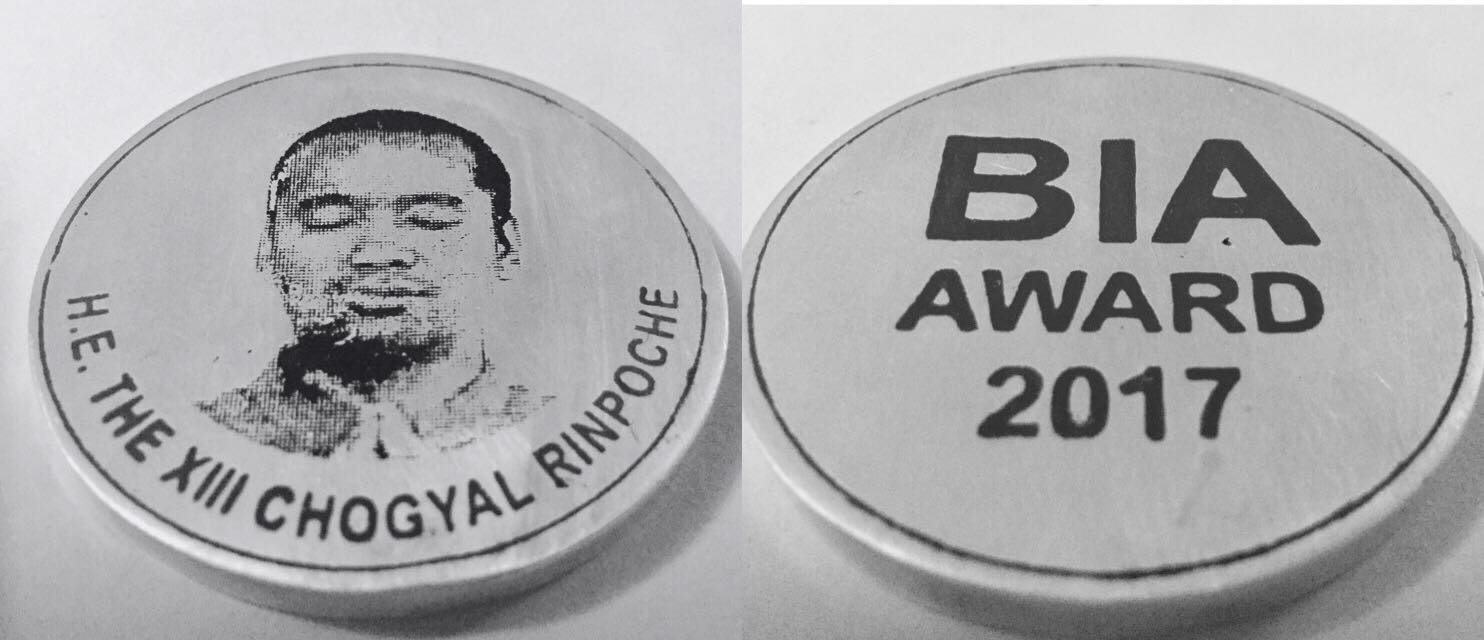 H.E. THE XIII CHOGYAL RINPOCHE
BIA
AWARD
2017